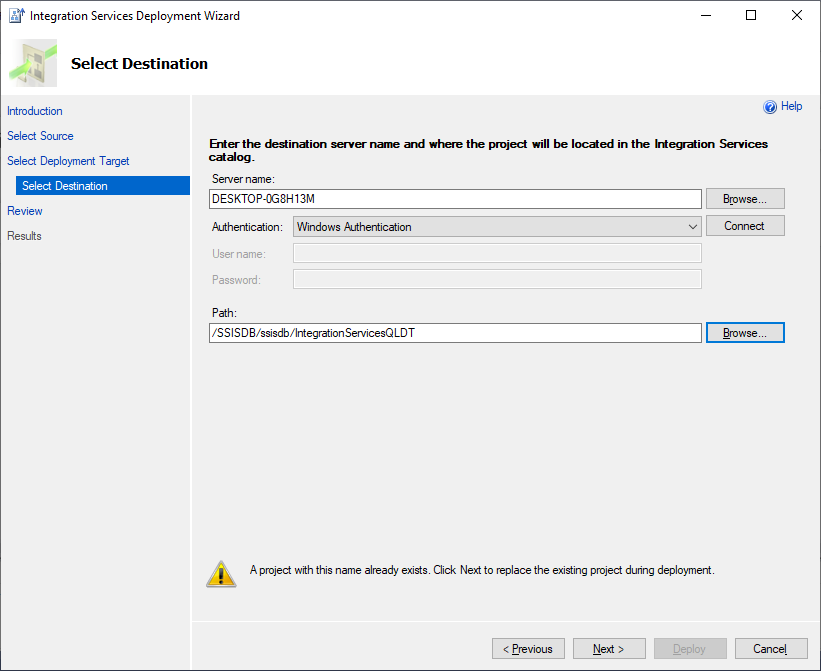 Integration Services Deployment Wizard
Select Destination
Help
Introduction
Select Source
Select Deployment Target
Select Destination
Review
Results
Enter the destination server name and where the project will be located in the Integration Services
catalog.
Server name:
DESKTOP-0G8H13M
Browse...
Authentication:
Windows Authentication
Connect
User name:
Password:
Path:
/SSISDB/ssisdb/IntegrationServicesQLDT
Browse...
A project with this name already exists. Click Next to replace the existing project during deployment.
< Previous
Next >
Deploy
Cancel